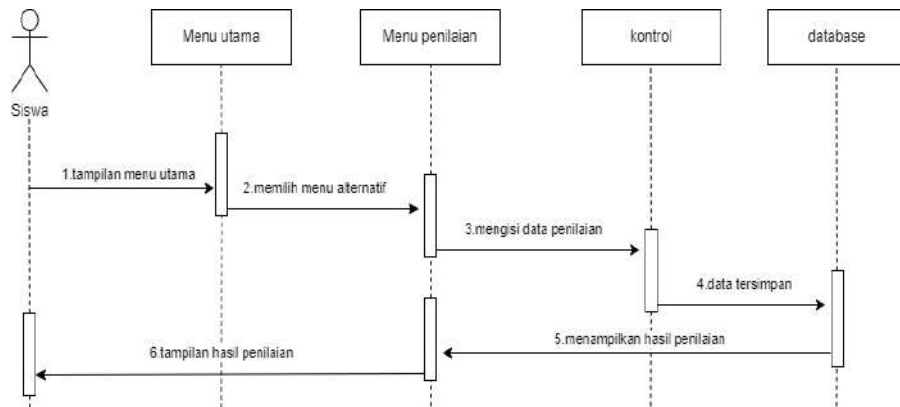 Menu utama
Menu penilaian
kontrol
database
Siswa
1.tampilan menu utama
2.memilih menu alternatif
3.mengisi data penilaian
4.data tersimpan
5.menampilkan hasil penilaian
6.tampilan hasil penilaian